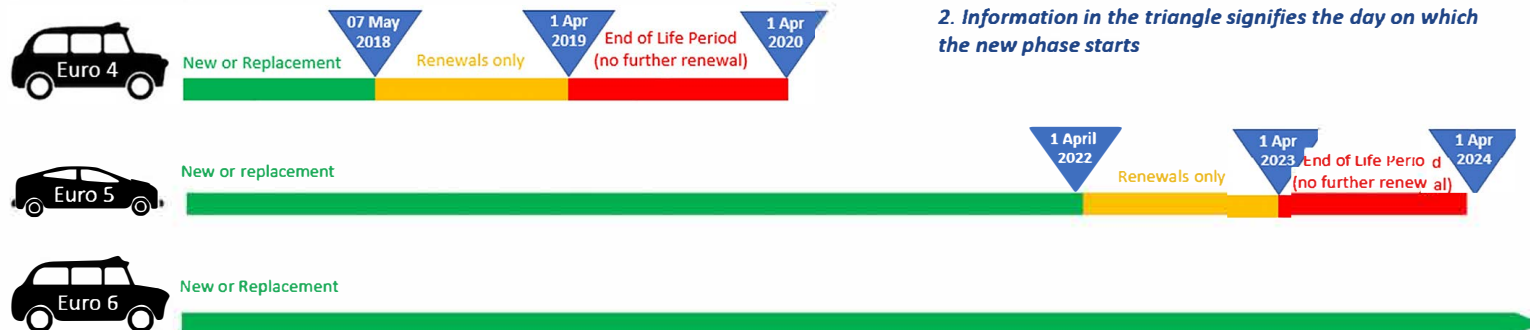 2. Information in the triangle signifies the day on which
the new phase starts
07 May
2018
1 Apr
2019
1 Apr
2020
Euro 4
New or Replacement
Renewals only
End of Life Period
(no further renewal)
1 April
2022
1 Apr
2023
1 Apr
2024
Euro 5
New or replacement
Renewals only
End of Life Perio d
(no further renew al)
Euro 6
New or Replacement